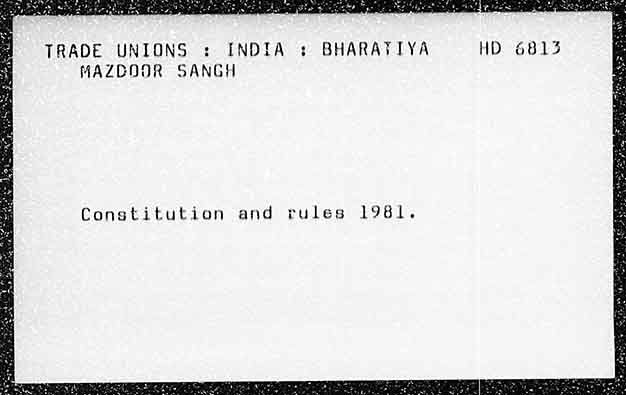 TRADE UNIONS : INDIA : BHARATIYA HD 6813
MAZDOOR SANGH
Constitution and rules 1981.